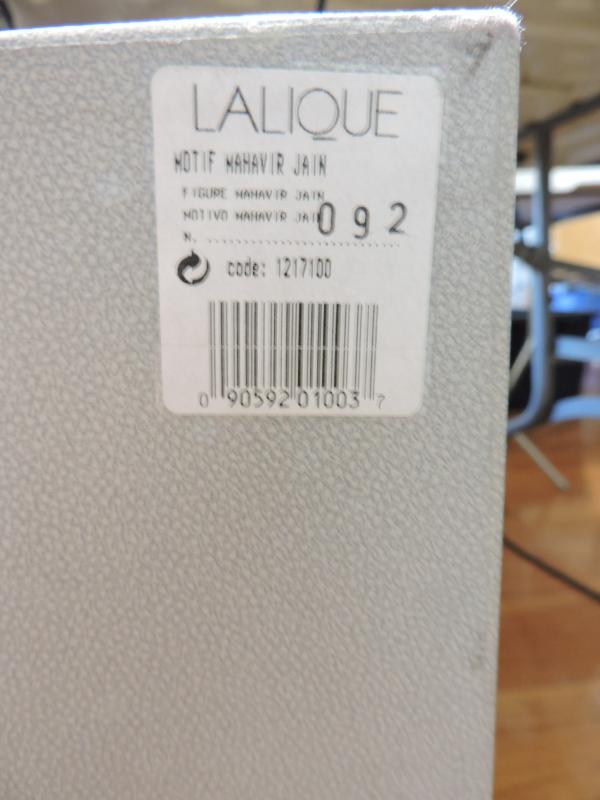 LALIQUE
MOTIF MAHAVIR JAIN
FIGURE MAHAVIR JAIN
MOTIVO MAHAVIR JAIN
N. 092
code: 1217100
0 90592 01003 7